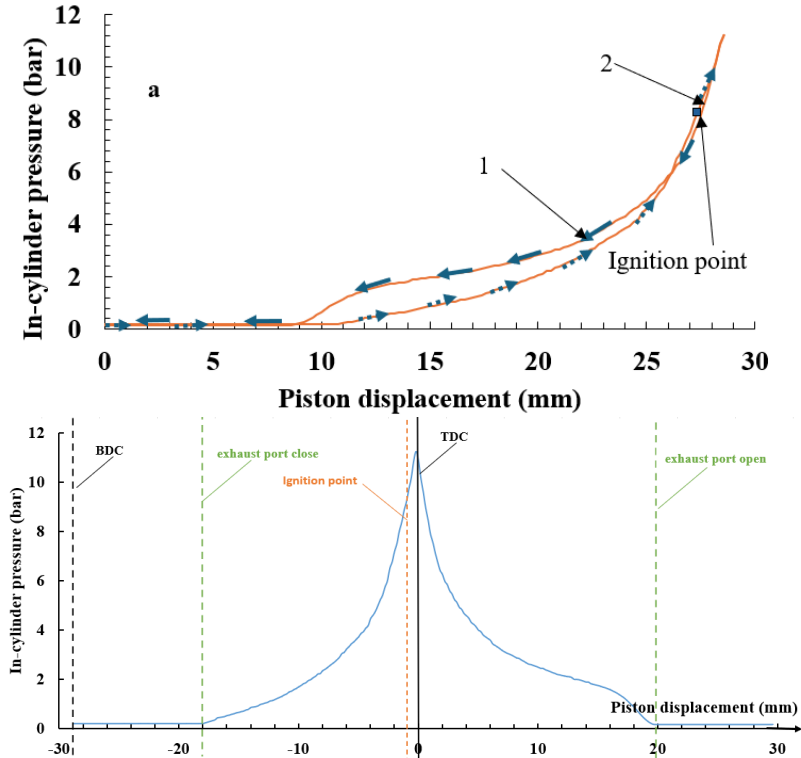 In-cylinder pressure (bar)
12
10
8
6
4
2
0
a
1
2
Ignition point
0 5 10 15 20 25 30
Piston displacement (mm)
In-cylinder pressure (bar)
12
10
8
6
4
2
0
BDC
exhaust port close
Ignition point
TDC
exhaust port open
Piston displacement (mm)
-30 -20 -10 0 10 20 30